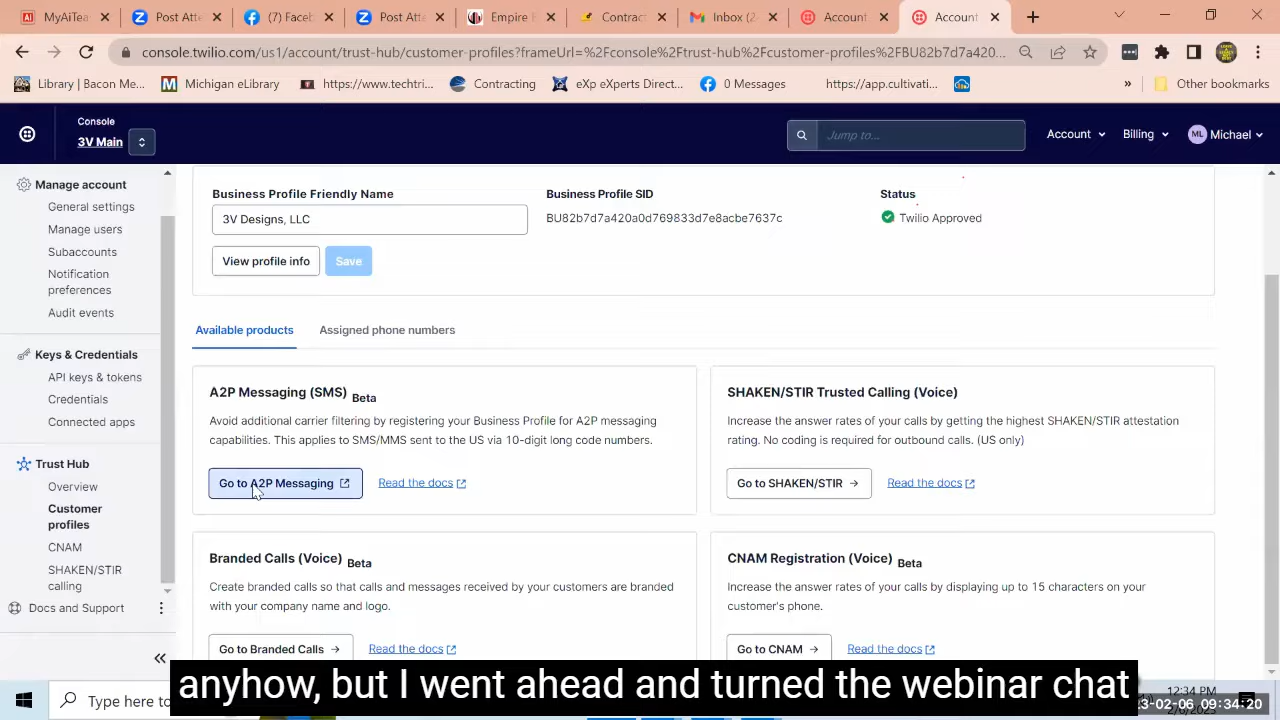 MyAiTea
Post Atte
(7) Faceb
Post Atte
Empire F
Contract
Inbox (24
Account
Account
console.twilio.com/us1/account/trust-hub/customer-profiles?frameUrl=%2Fconsole%2Ftrust-hub%2Fcustomer-profiles%2FBU82b7d7a420...
Library | Bacon Me...
Michigan eLibrary
https://www.techtri...
Contracting
eXp eXperts Direct...
0 Messages
https://app.cultivati...
»
Other bookmarks
Console
3V Main
Jump to...
Account
Billing
ML
Michael
Manage account
General settings
Manage users
Subaccounts
Notification
preferences
Audit events
Keys & Credentials
API keys & tokens
Credentials
Connected apps
Trust Hub
Overview
Customer
profiles
CNAM
SHAKEN/STIR
calling
Docs and Support
Business Profile Friendly Name
3V Designs, LLC
Business Profile SID
BU82b7d7a420a0d769833d7e8acbe7637c
Status
Twilio Approved
View profile info
Save
Available products
Assigned phone numbers
A2P Messaging (SMS) Beta
Avoid additional carrier filtering by registering your Business Profile for A2P messaging
capabilities. This applies to SMS/MMS sent to the US via 10-digit long code numbers.
Go to A2P Messaging
Read the docs
SHAKEN/STIR Trusted Calling (Voice)
Increase the answer rates of your calls by getting the highest SHAKEN/STIR attestation
rating. No coding is required for outbound calls. (US only)
Go to SHAKEN/STIR →
Read the docs
Branded Calls (Voice) Beta
Create branded calls so that calls and messages received by your customers are branded
with your company name and logo.
Go to Branded Calls →
Read the docs
CNAM Registration (Voice) Beta
Increase the answer rates of your calls by displaying up to 15 characters on your
customer's phone.
Go to CNAM →
Read the docs
anyhow, but I went ahead and turned the webinar chat
Type here to
12:34 PM
23-02-06 09:34:20